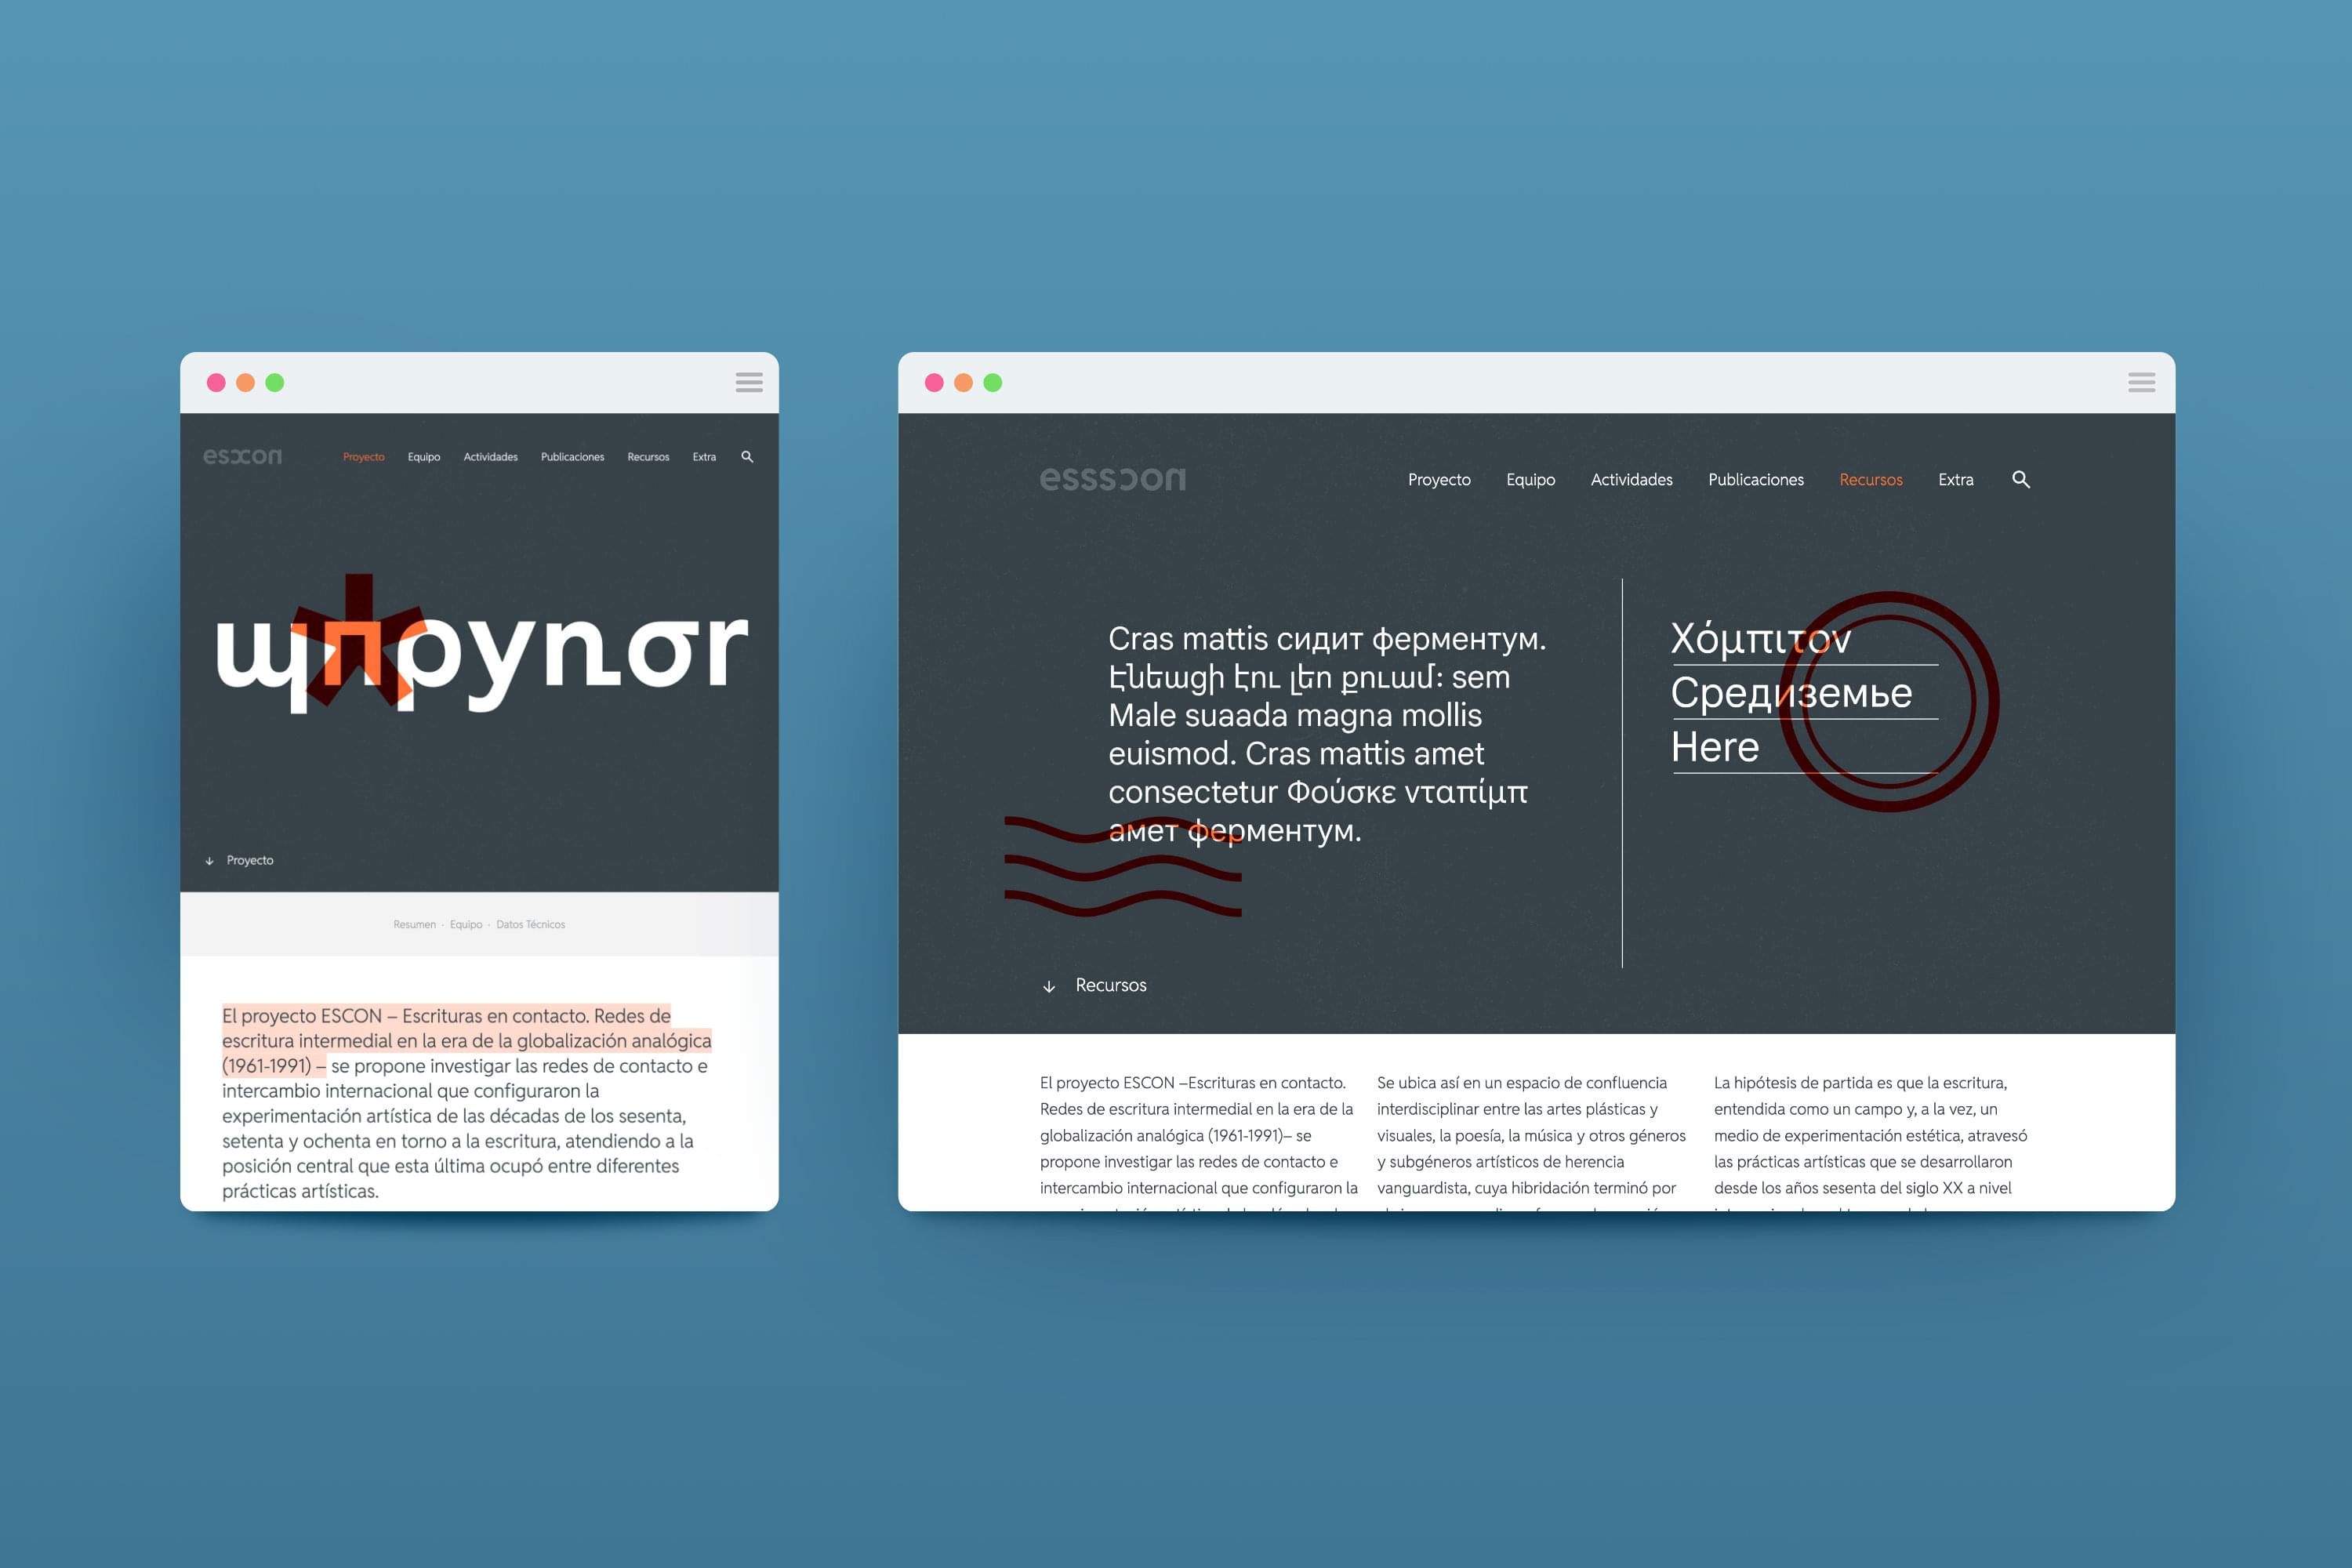 esxon
Proyecto Equipo Actividades Publicaciones Recursos Extra
պпрynσr
Proyecto
Resumen · Equipo · Datos Técnicos
El proyecto ESCON – Escrituras en contacto. Redes de
escritura intermedial en la era de la globalización analógica
(1961-1991) – se propone investigar las redes de contacto e
intercambio internacional que configuraron la
experimentación artística de las décadas de los sesenta,
setenta y ochenta en torno a la escritura, atendiendo a la
posición central que esta última ocupó entre diferentes
prácticas artísticas.
esssɔon
Proyecto Equipo Actividades Publicaciones Recursos Extra
Cras mattis сидит ферментум.
Էնեագի էու լեո քուամ: sem
Male suaada magna mollis
euismod. Cras mattis amet
consectetur Φούσκε νταπίμπ
амет ферментум.
Χόμπιτον
Средиземье
Here
Recursos
El proyecto ESCON –Escrituras en contacto.
Redes de escritura intermedial en la era de la
globalización analógica (1961-1991)– se
propone investigar las redes de contacto e
intercambio internacional que configuraron la
Se ubica así en un espacio de confluencia
interdisciplinar entre las artes plásticas y
visuales, la poesía, la música y otros géneros
y subgéneros artísticos de herencia
vanguardista, cuya hibridación terminó por
La hipótesis de partida es que la escritura,
entendida como un campo y, a la vez, un
medio de experimentación estética, atravesó
las prácticas artísticas que se desarrollaron
desde los años sesenta del siglo XX a nivel